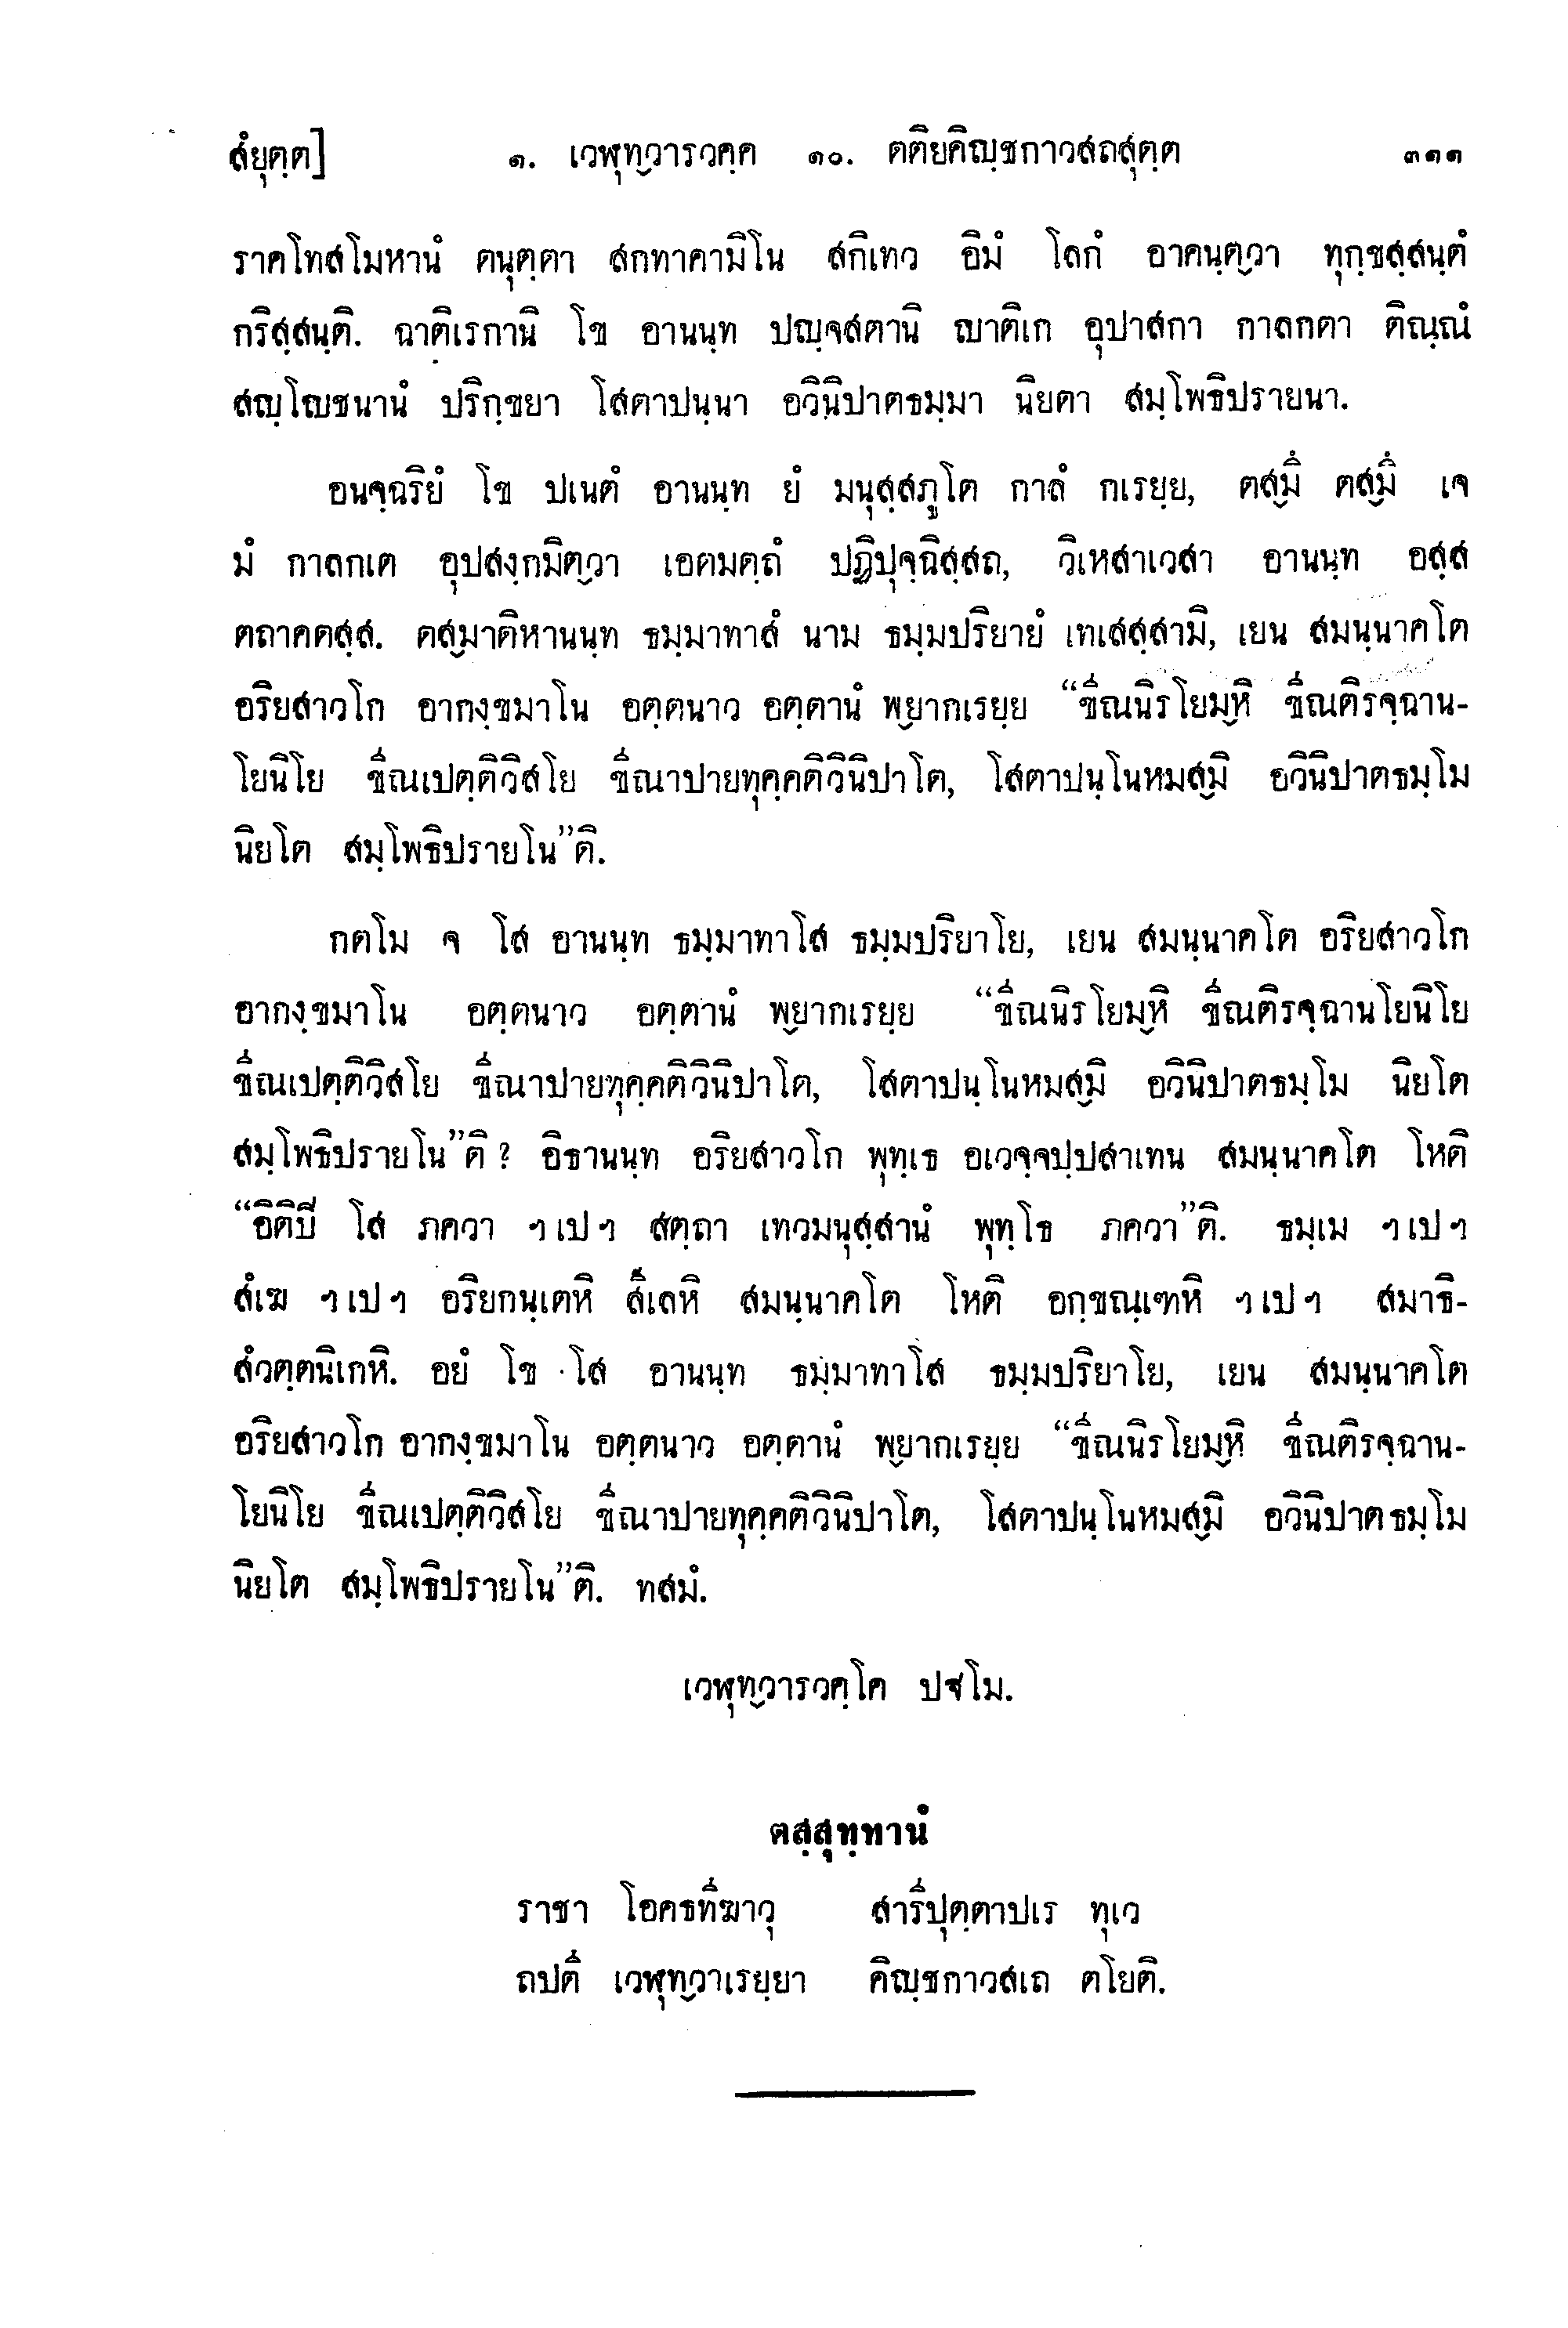 สํยุตฺต]	๑. เวฬุทฺวารวคฺค ๑๐. ตติยคิญฺชกาวสถสุตฺต	๓๑๑
ราคโทสโมหานํ ตนุตฺตา สกทาคามิโน สกึเทว อิมํ โลกํ อาคนฺตฺวา ทุกฺขสฺสนฺตํ
กริสฺสนฺติ. ฉาติเรกานิ โข อานนฺท ปญฺจสตานิ ญาติเก อุปาสกา กาลกตา ติณฺณํ
สญฺโญชนานํ ปริกฺขยา โสตาปนฺนา อวินิปาตธมฺมา นิยตา สมฺโพธิปรายนา.
อนจฺฉริยํ โข ปเนตํ อานนฺท ยํ มนุสฺสภูโต กาลํ กเรยฺย, ตสฺมึ ตสฺมึ เจ
มํ กาลกเต อุปสงฺกมิตฺวา เอตมตฺถํ ปฏิปุจฺฉิสฺสถ, วิเหสาเวสา อานนฺท อสฺส
ตถาคตสฺส. ตสฺมาติหานนฺท ธมฺมาทาสํ นาม ธมฺมปริยายํ เทเสสฺสามิ, เยน สมนฺนาคโต
อริยสาวโก อากงฺขมาโน อตฺตนาว อตฺตานํ พฺยากเรยฺย “ขีณนิรโยมฺหิ ขีณติรจฺฉาน-
โยนิโย ขีณเปตฺติวิสโย ขีณาปายทุคฺคติวินิปาโต, โสตาปนฺโนหมสฺมิ อวินิปาตธมฺโม
นิยโต สมฺโพธิปรายโน”ติ.
กตโม จ โส อานนฺท ธมฺมาทาโส ธมฺมปริยาโย, เยน สมนฺนาคโต อริยสาวโก
อากงฺขมาโน อตฺตนาว อตฺตานํ พฺยากเรยฺย “ขีณนิรโยมฺหิ ขีณติรจฺฉานโยนิโย
ขีณเปตฺติวิสโย ขีณาปายทุคฺคติวินิปาโต, โสตาปนฺโนหมสฺมิ อวินิปาตธมฺโม นิยโต
สมฺโพธิปรายโน”ติ ? อิธานนฺท อริยสาวโก พุทฺเธ อเวจฺจปฺปสาเทน สมนฺนาคโต โหติ
“อิติปิ โส ภควา ฯเปฯ สตฺถา เทวมนุสฺสานํ พุทฺโธ ภควา”ติ. ธมฺเม ฯเปฯ
สํเฆ ฯเปฯ อริยกนฺเตหิ สีเลหิ สมนฺนาคโต โหติ อกฺขณฺเฑหิ ฯเปฯ สมาธิ-
สํวตฺตนิเกหิ. อยํ โข โส อานนฺท ธมฺมาทาโส ธมฺมปริยาโย, เยน สมนฺนาคโต
อริยสาวโก อากงฺขมาโน อตฺตนาว อตฺตานํ พฺยากเรยฺย “ขีณนิรโยมฺหิ ขีณติรจฺฉาน-
โยนิโย ขีณเปตฺติวิสโย ขีณาปายทุคฺคติวินิปาโต, โสตาปนฺโนหมสฺมิ อวินิปาตธมฺโม
นิยโต สมฺโพธิปรายโน”ติ. ทสมํ.
เวฬุทฺวารวคฺโค ปฐโม.
ตสฺสุทฺทานํ
ราชา โอคธทีฆาวุ	สารีปุตฺตาปเร ทุเว
ถปตี เวฬุทฺวาเรยฺยา	คิญฺชกาวสเถ ตโยติ.